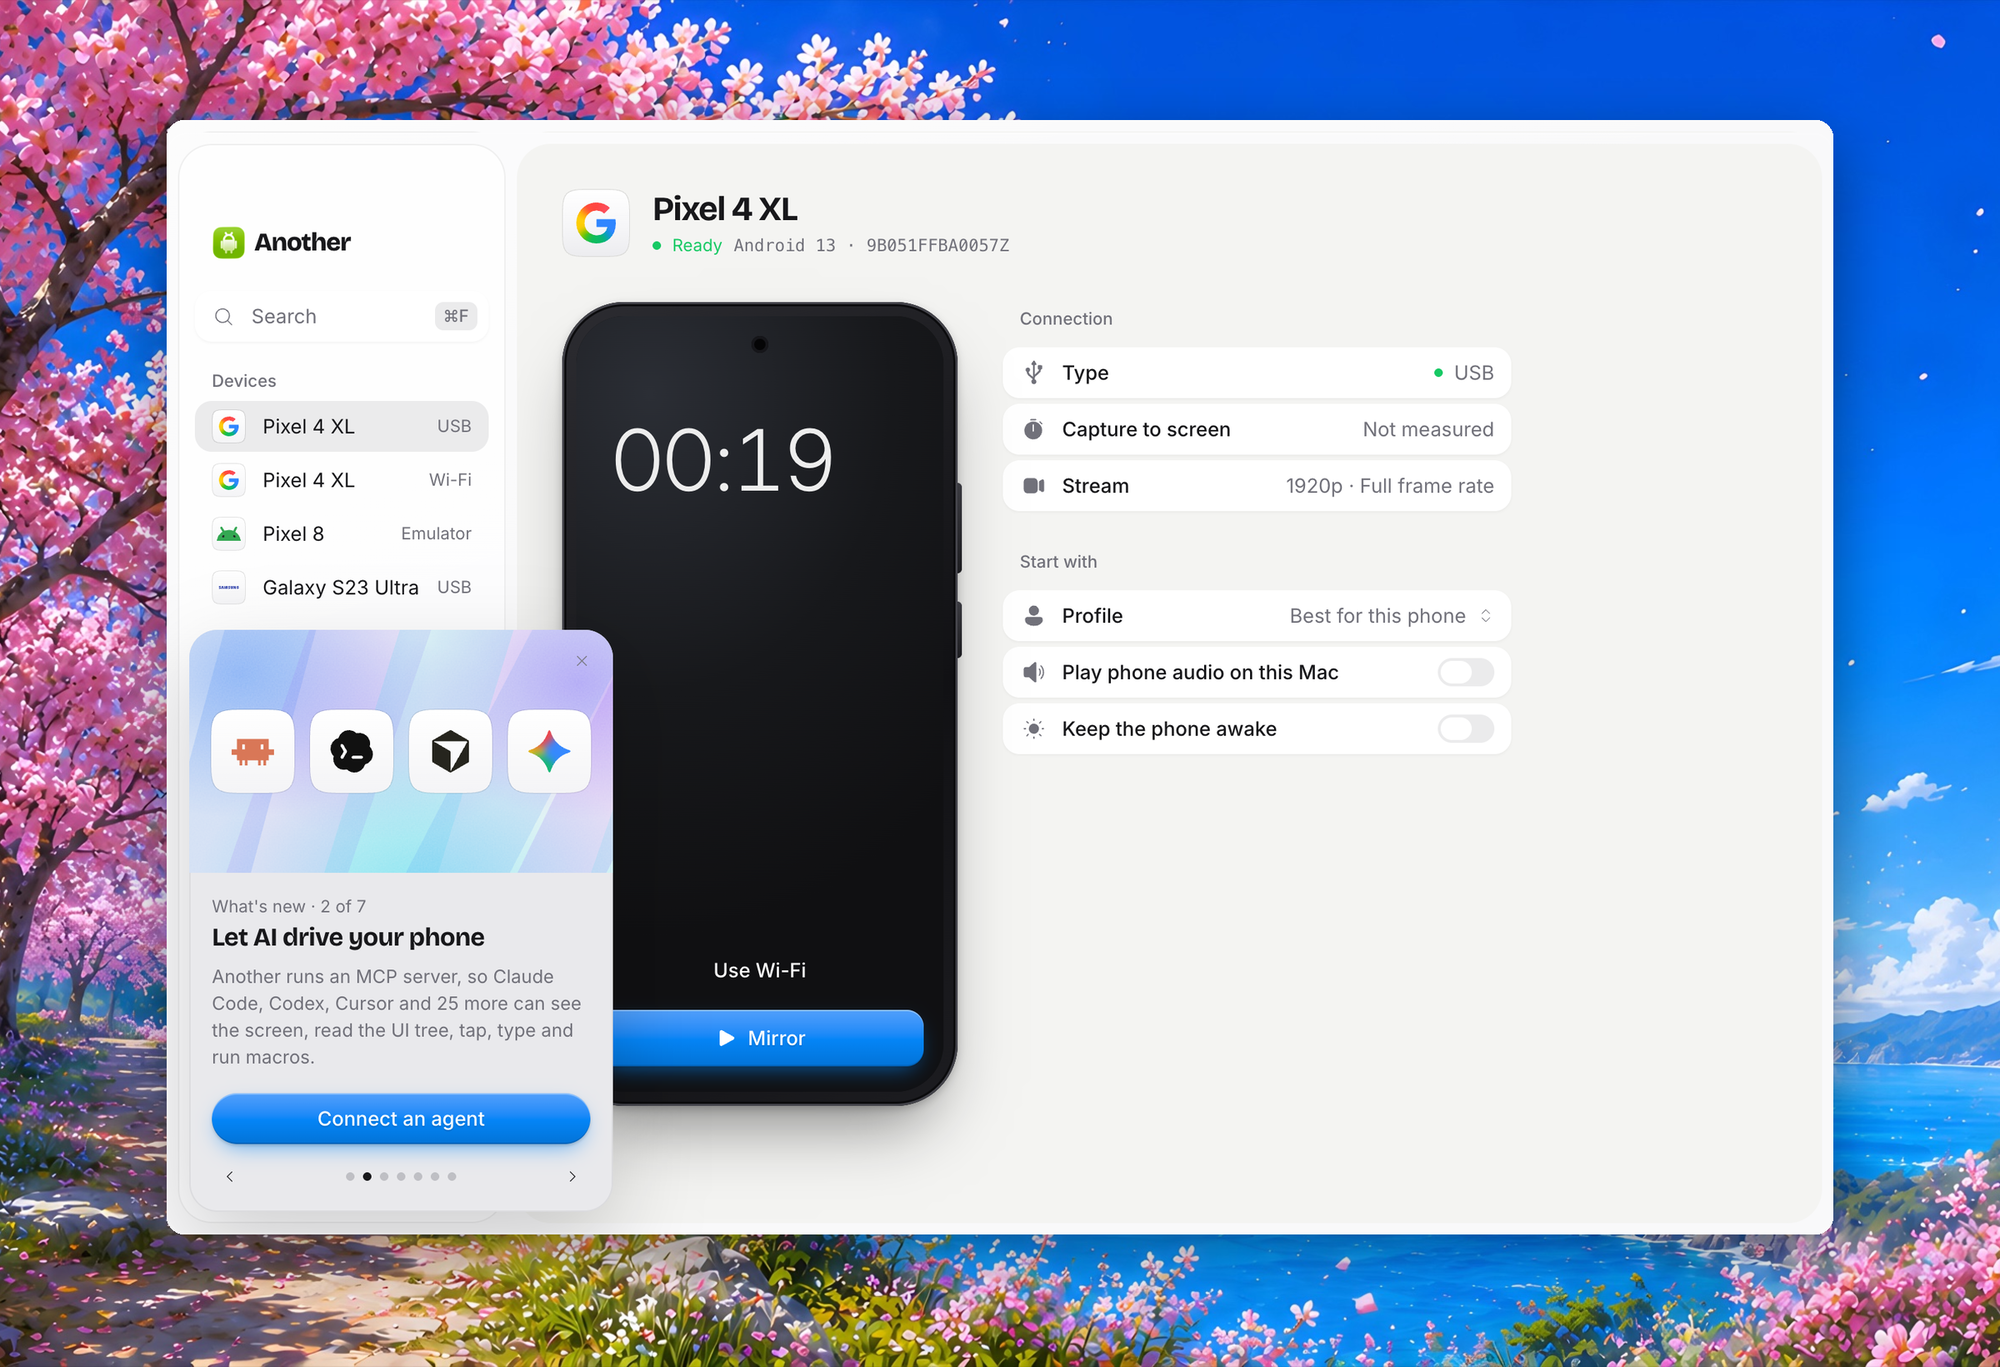 Another
Search
⌘F
Devices
Pixel 4 XL USB
Pixel 4 XL Wi-Fi
Pixel 8 Emulator
SAMSUNG
Galaxy S23 Ultra USB
What's new · 2 of 7
Let AI drive your phone
Another runs an MCP server, so Claude
Code, Codex, Cursor and 25 more can see
the screen, read the UI tree, tap, type and
run macros.
Connect an agent
Pixel 4 XL
Ready Android 13 · 9B051FFBA0057Z
00:19
Use Wi-Fi
Mirror
Connection
Type USB
Capture to screen Not measured
Stream 1920p · Full frame rate
Start with
Profile Best for this phone
Play phone audio on this Mac
Keep the phone awake